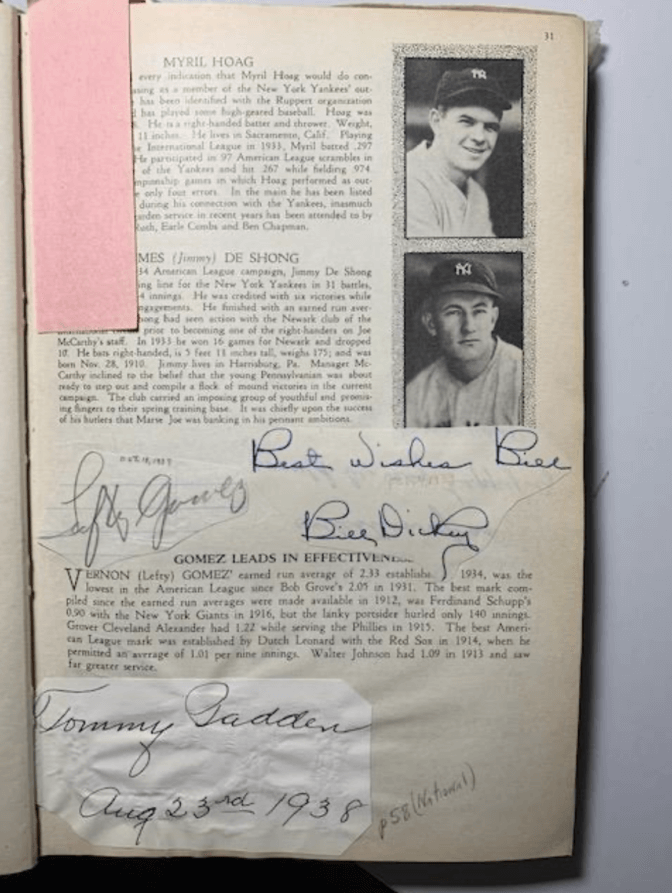 31
MYRIL HOAG
every indication that Myril Hoag would do con-
asing as a member of the New York Yankees' out-
has been identified with the Ruppert organization
has played some high-geared baseball. Hoag was
He is a right-handed batter and thrower. Weight,
11 inches. He lives in Sacramento, Calif. Playing
International League in 1933, Myril batted .297
He participated in 97 American League scrambles in
of the Yankees and hit .267 while fielding .974.
mpionship games in which Hoag performed as out-
only four errors. In the main he has been listed
during his connection with the Yankees, inasmuch
arden service in recent years has been attended to by
Ruth, Earle Combs and Ben Chapman.
MES (Jimmy) DE SHONG
34 American League campaign, Jimmy De Shong
ing line for the New York Yankees in 31 battles,
4 innings. He was credited with six victories while
ngagements. He finished with an earned run aver-
hong had seen action with the Newark club of the
prior to becoming one of the right-handers on Joe
McCarthy's staff. In 1933 he won 16 games for Newark and dropped
10. He bats right-handed, is 5 feet 11 inches tall, weighs 175; and was
born Nov. 28, 1910. Jimmy lives in Harrisburg, Pa. Manager Mc-
Carthy inclined to the belief that the young Pennsylvanian was about
ready to step out and compile a flock of mound victories in the current
campaign. The club carried an imposing group of youthful and promis-
ing flingers to their spring training base. It was chiefly upon the success
of his hurlers that Marse Joe was banking in his pennant ambitions.
Best Wishes Bill
Lefty Gomez
Bill Dickey
GOMEZ LEADS IN EFFECTIVENE
VERNON (Lefty) GOMEZ' earned run average of 2.33 establishe 1934, was the
lowest in the American League since Bob Grove's 2.05 in 1931. The best mark com-
piled since the earned run averages were made available in 1912, was Ferdinand Schupp's
0.90 with the New York Giants in 1916, but the lanky portsider hurled only 140 innings.
Grover Cleveland Alexander had 1.22 while serving the Phillies in 1915. The best Ameri-
can League mark was established by Dutch Leonard with the Red Sox in 1914, when he
permitted an average of 1.01 per nine innings. Walter Johnson had 1.09 in 1913 and saw
far greater service.
Tommy Gadden
Aug 23rd 1938
p58 (National)